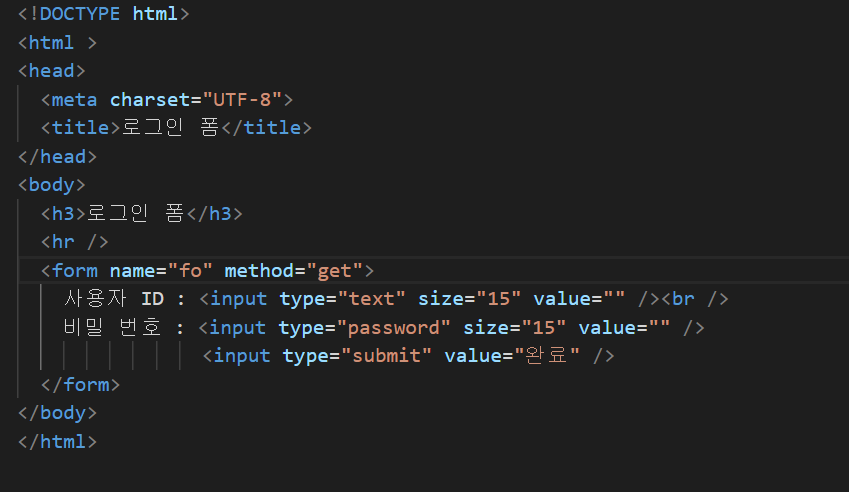 <!DOCTYPE html>
<html >
<head>
<meta charset="UTF-8">
<title>로그인 폼</title>
</head>
<body>
<h3>로그인 폼</h3>
<hr />
<form name="fo" method="get">
사용자 ID : <input type="text" size="15" value="" /><br />
비밀 번호 : <input type="password" size="15" value="" />
<input type="submit" value="완료" />
</form>
</body>
</html>